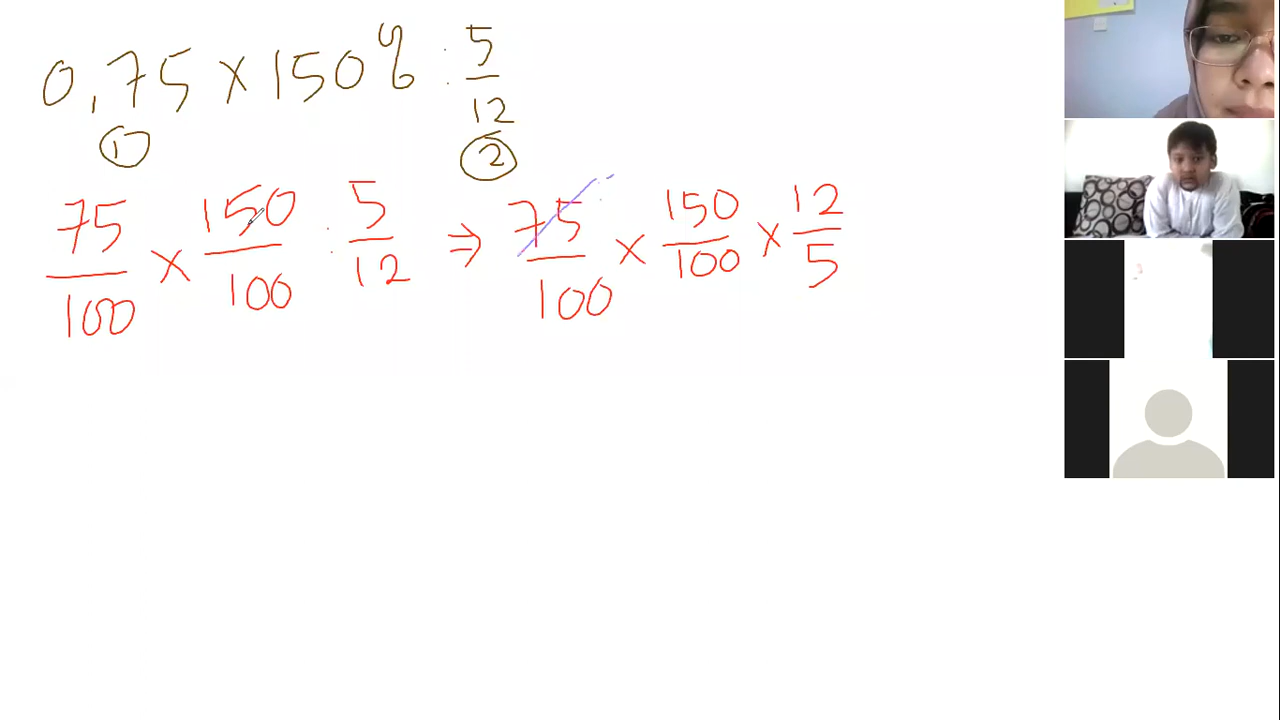 0,75 x 150% : 5/12
① ②
75/100 x 150/100 : 5/12 ⇒ 75/100 x 150/100 x 12/5